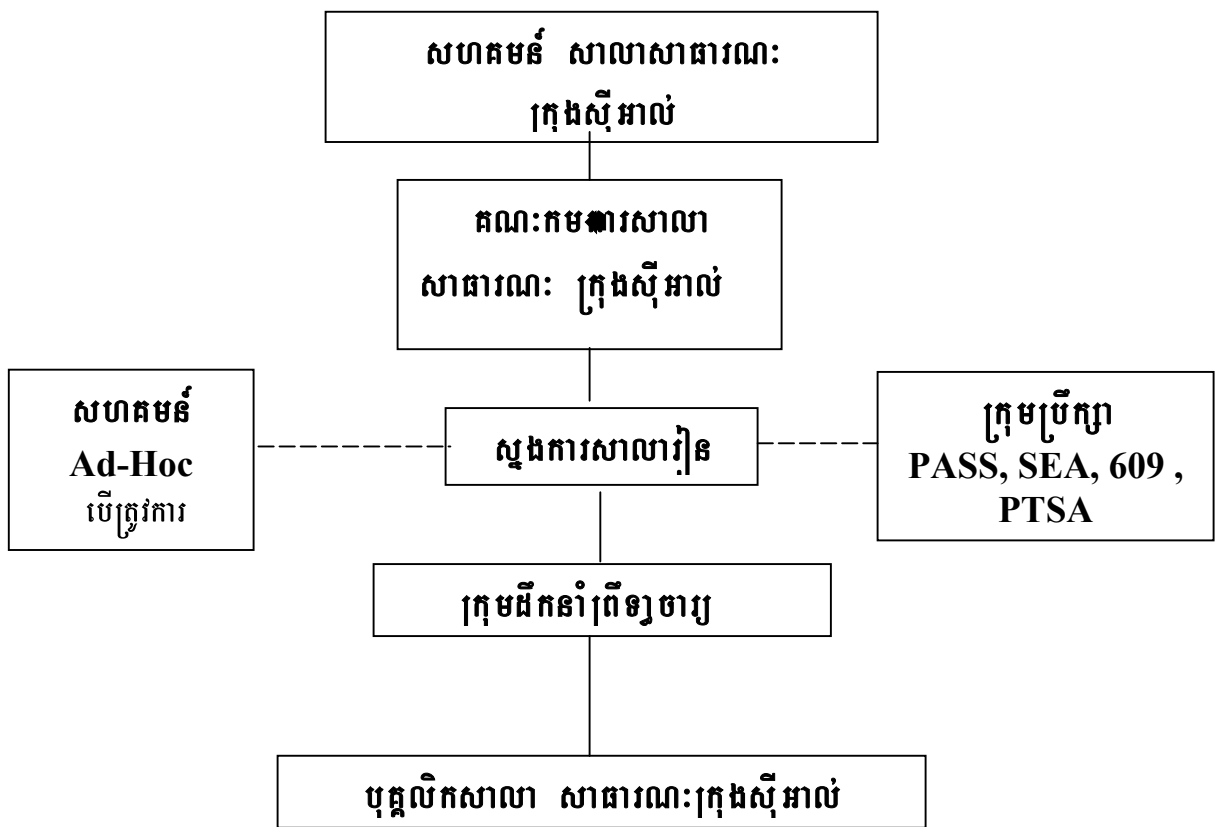 សហគមន៍ សាលាសាធារណៈ
ក្រុងស៊ីអាល់
សាធារណៈ ក្រុងស៊ីអាល់
សហគមន៍
Ad-Hoc
បើត្រូវការ
ស្នងការសាលារៀន
ក្រុមប្រឹក្សា
PASS, SEA, 609 ,
PTSA
ក្រុមដឹកនាំព្រឹទ្ធាចារ្យ
បុគ្គលិកសាលា សាធារណៈក្រុងស៊ីអាល់